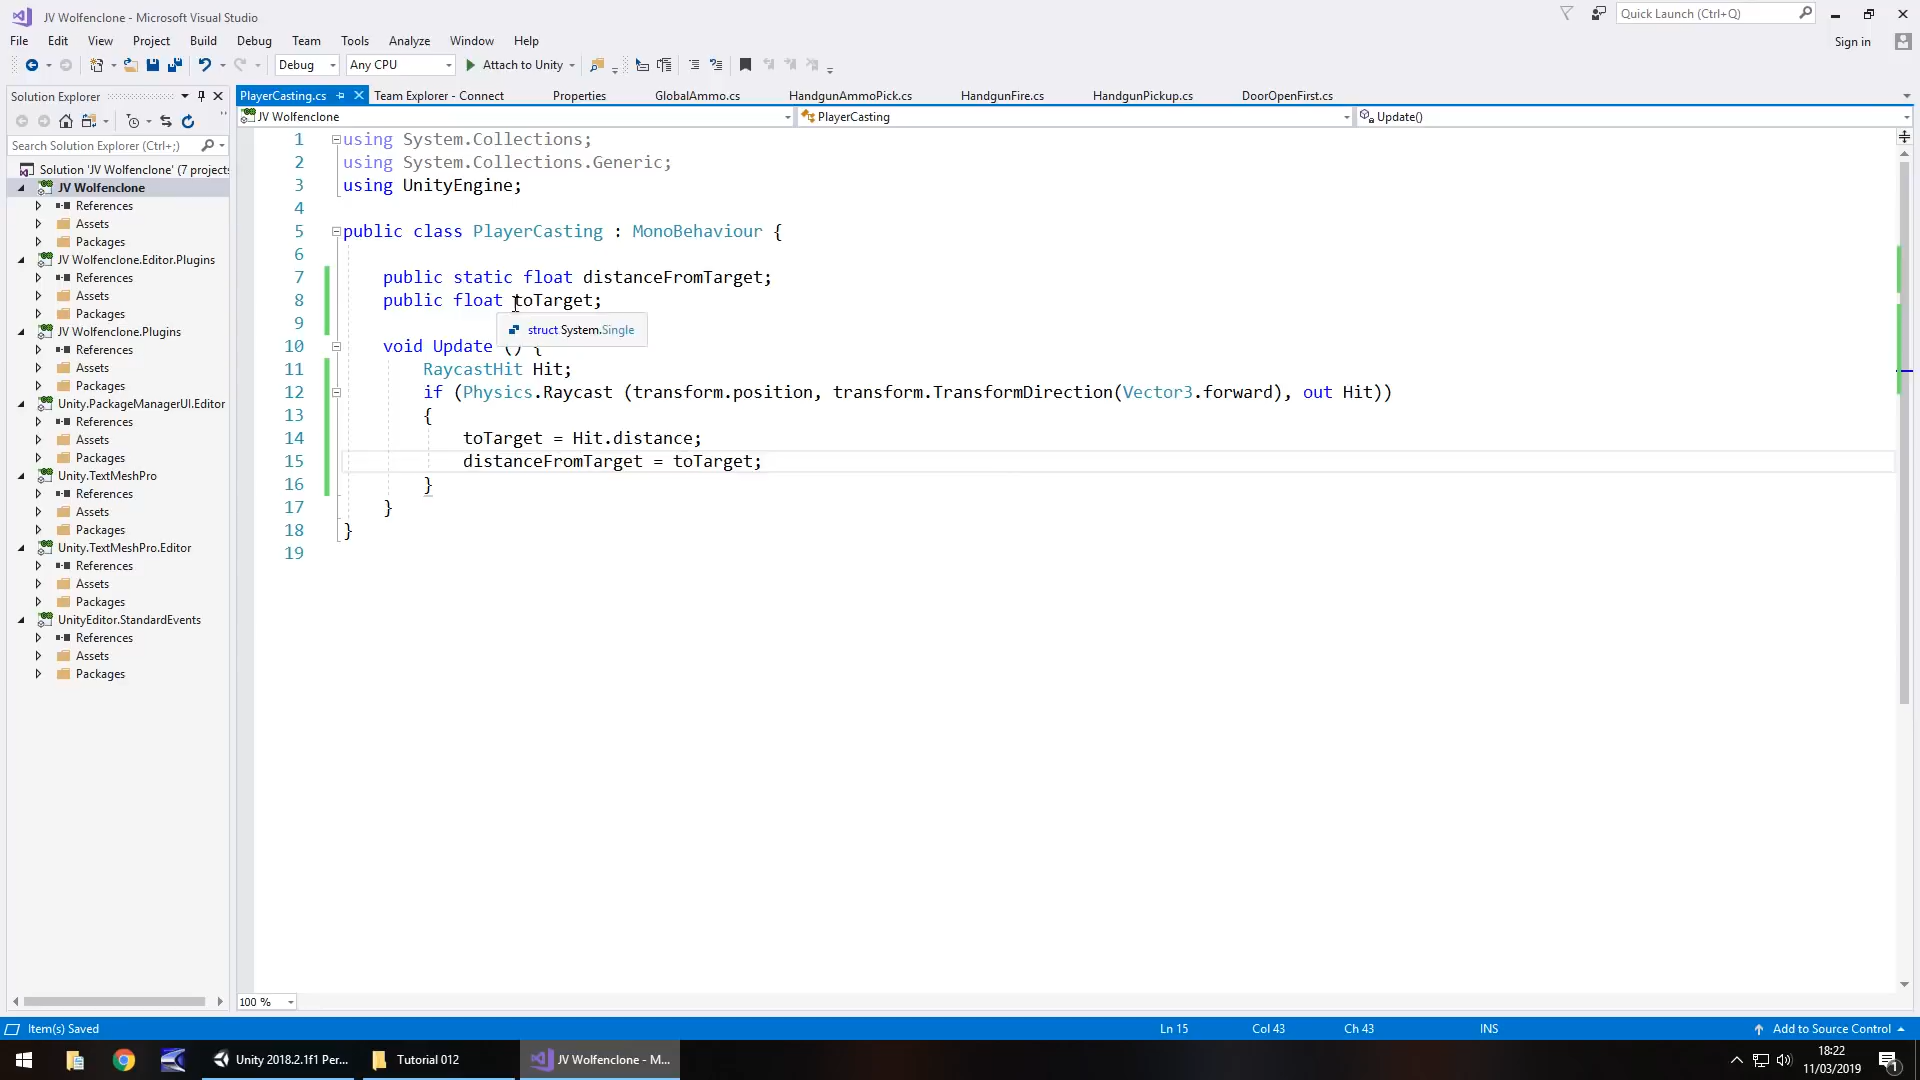 JV Wolfenclone - Microsoft Visual Studio
Quick Launch (Ctrl+Q)
File Edit View Project Build Debug Team Tools Analyze Window Help
Sign in
Debug Any CPU Attach to Unity
Solution Explorer
PlayerCasting.cs Team Explorer - Connect Properties GlobalAmmo.cs HandgunAmmoPick.cs HandgunFire.cs HandgunPickup.cs DoorOpenFirst.cs
JV Wolfenclone PlayerCasting Update()
Search Solution Explorer (Ctrl+;)
Solution 'JV Wolfenclone' (7 projects
JV Wolfenclone
References
Assets
Packages
JV Wolfenclone.Editor.Plugins
References
Assets
Packages
JV Wolfenclone.Plugins
References
Assets
Packages
Unity.PackageManagerUI.Editor
References
Assets
Packages
Unity.TextMeshPro
References
Assets
Packages
Unity.TextMeshPro.Editor
References
Assets
Packages
UnityEditor.StandardEvents
References
Assets
Packages
1 using System.Collections;
2 using System.Collections.Generic;
3 using UnityEngine;
4
5 public class PlayerCasting : MonoBehaviour {
6
7 public static float distanceFromTarget;
8 public float toTarget;
9
struct System.Single
10 void Update () {
11 RaycastHit Hit;
12 if (Physics.Raycast (transform.position, transform.TransformDirection(Vector3.forward), out Hit))
13 {
14 toTarget = Hit.distance;
15 distanceFromTarget = toTarget;
16 }
17 }
18 }
19
100 %
Item(s) Saved Ln 15 Col 43 Ch 43 INS Add to Source Control
Unity 2018.2.1f1 Per... Tutorial 012 JV Wolfenclone - M...
18:22
11/03/2019
1